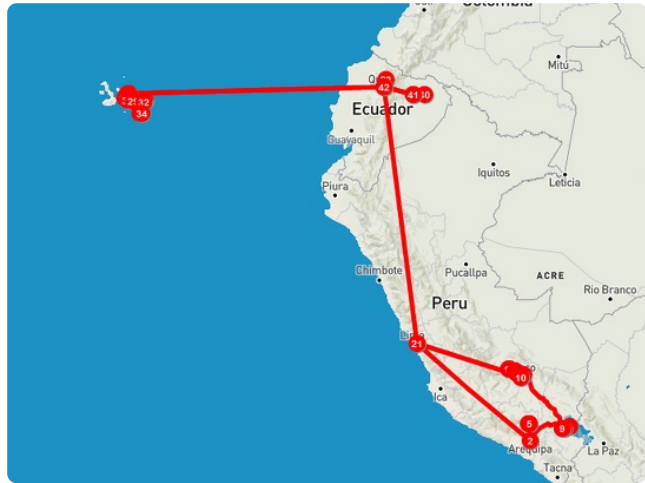 Cali
Colombia
Mitú
42
41
Ecuador
32
34
Guayaquil
Iquitos
Leticia
Piura
Chimbote
Pucallpa
ACRE
Rio Branco
Peru
21
10
Ica
5
9
2
Arequipa
La Paz
Tacna